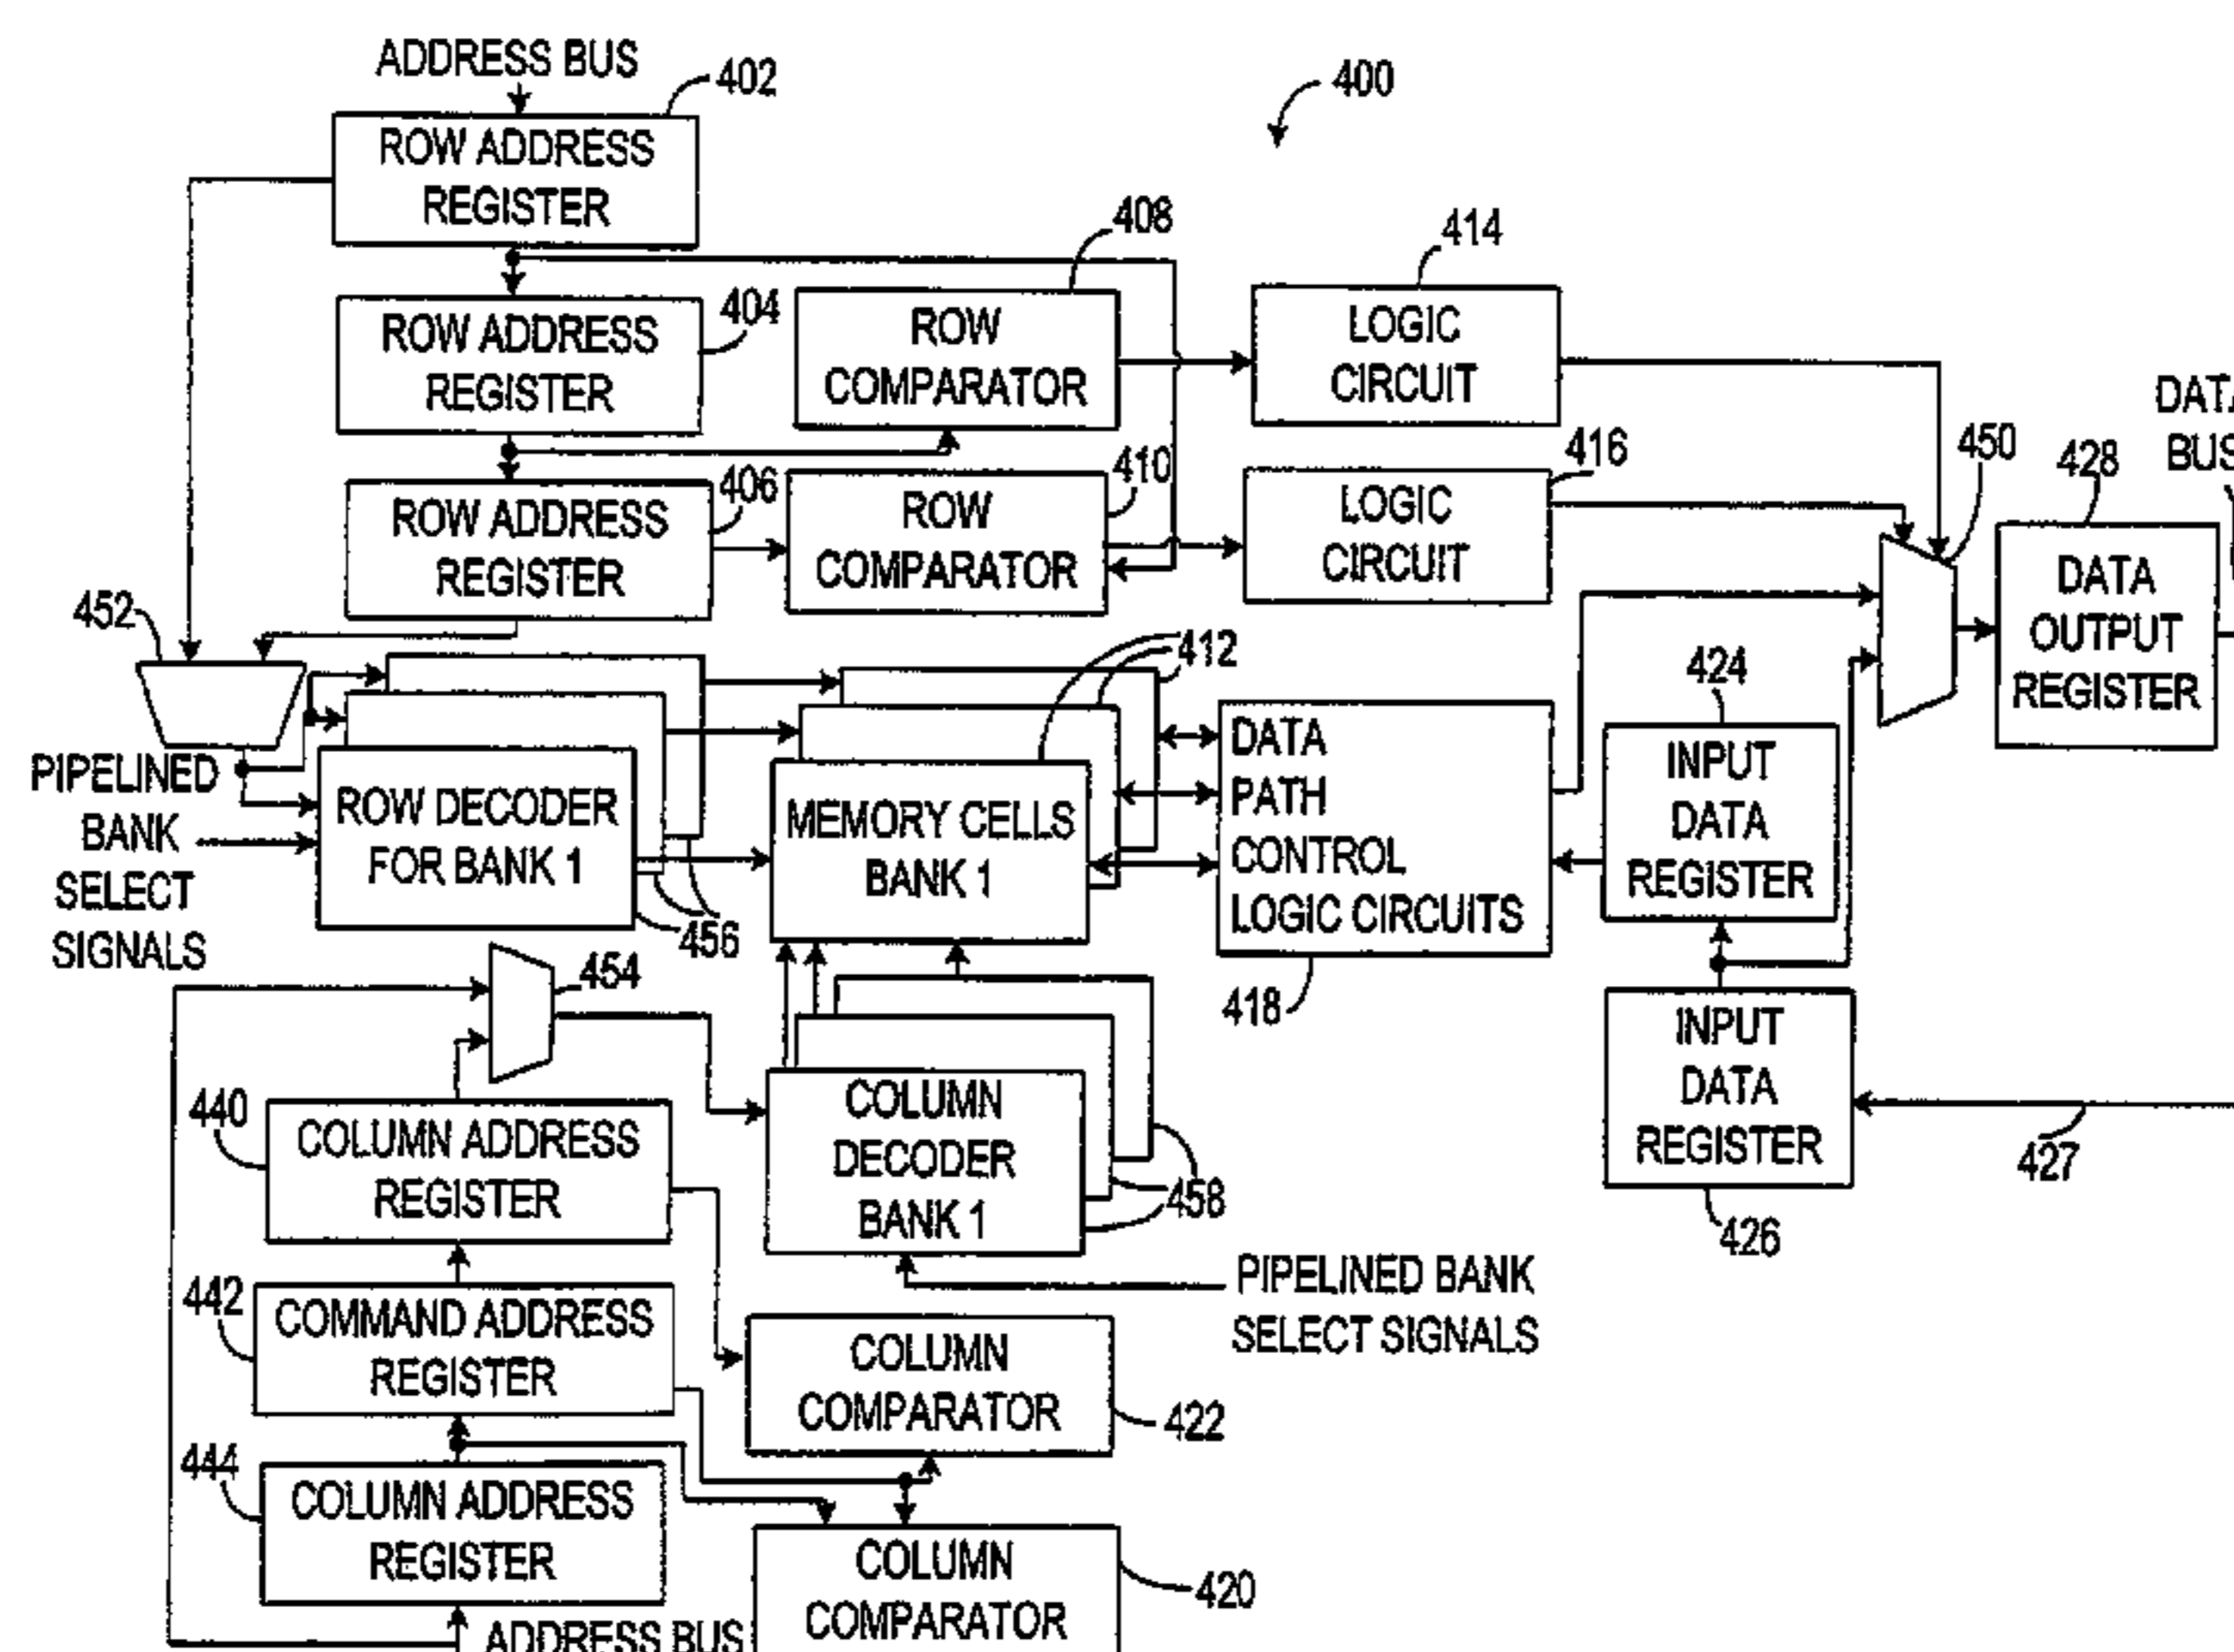 ADDRESS BUS
402
400
ROW ADDRESS
REGISTER
408
414
404
ROW ADDRESS
REGISTER
ROW
COMPARATOR
LOGIC
CIRCUIT
450
428
406
410
416
ROW ADDRESS
REGISTER
ROW
COMPARATOR
LOGIC
CIRCUIT
DATA
OUTPUT
REGISTER
452
412
424
PIPELINED
BANK
SELECT
SIGNALS
ROW DECODER
FOR BANK 1
456
MEMORY CELLS
BANK 1
DATA
PATH
CONTROL
LOGIC CIRCUITS
418
INPUT
DATA
REGISTER
454
INPUT
DATA
REGISTER
426
427
440
COLUMN ADDRESS
REGISTER
COLUMN
DECODER
BANK 1
458
PIPELINED BANK
SELECT SIGNALS
442
COMMAND ADDRESS
REGISTER
COLUMN
COMPARATOR
422
444
COLUMN ADDRESS
REGISTER
COLUMN
COMPARATOR
420
ADDRESS BUS